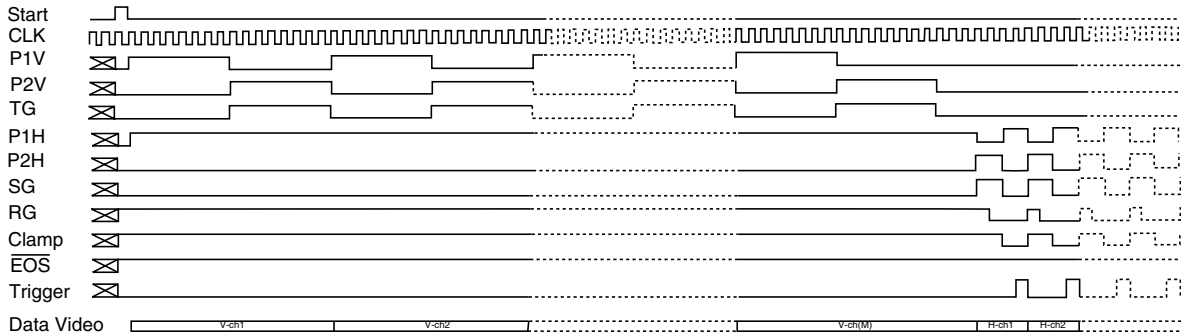 Start
CLK
P1V
P2V
TG
P1H
P2H
SG
RG
Clamp
EOS
Trigger
Data Video V-ch1 V-ch2 V-ch(M) H-ch1 H-ch2